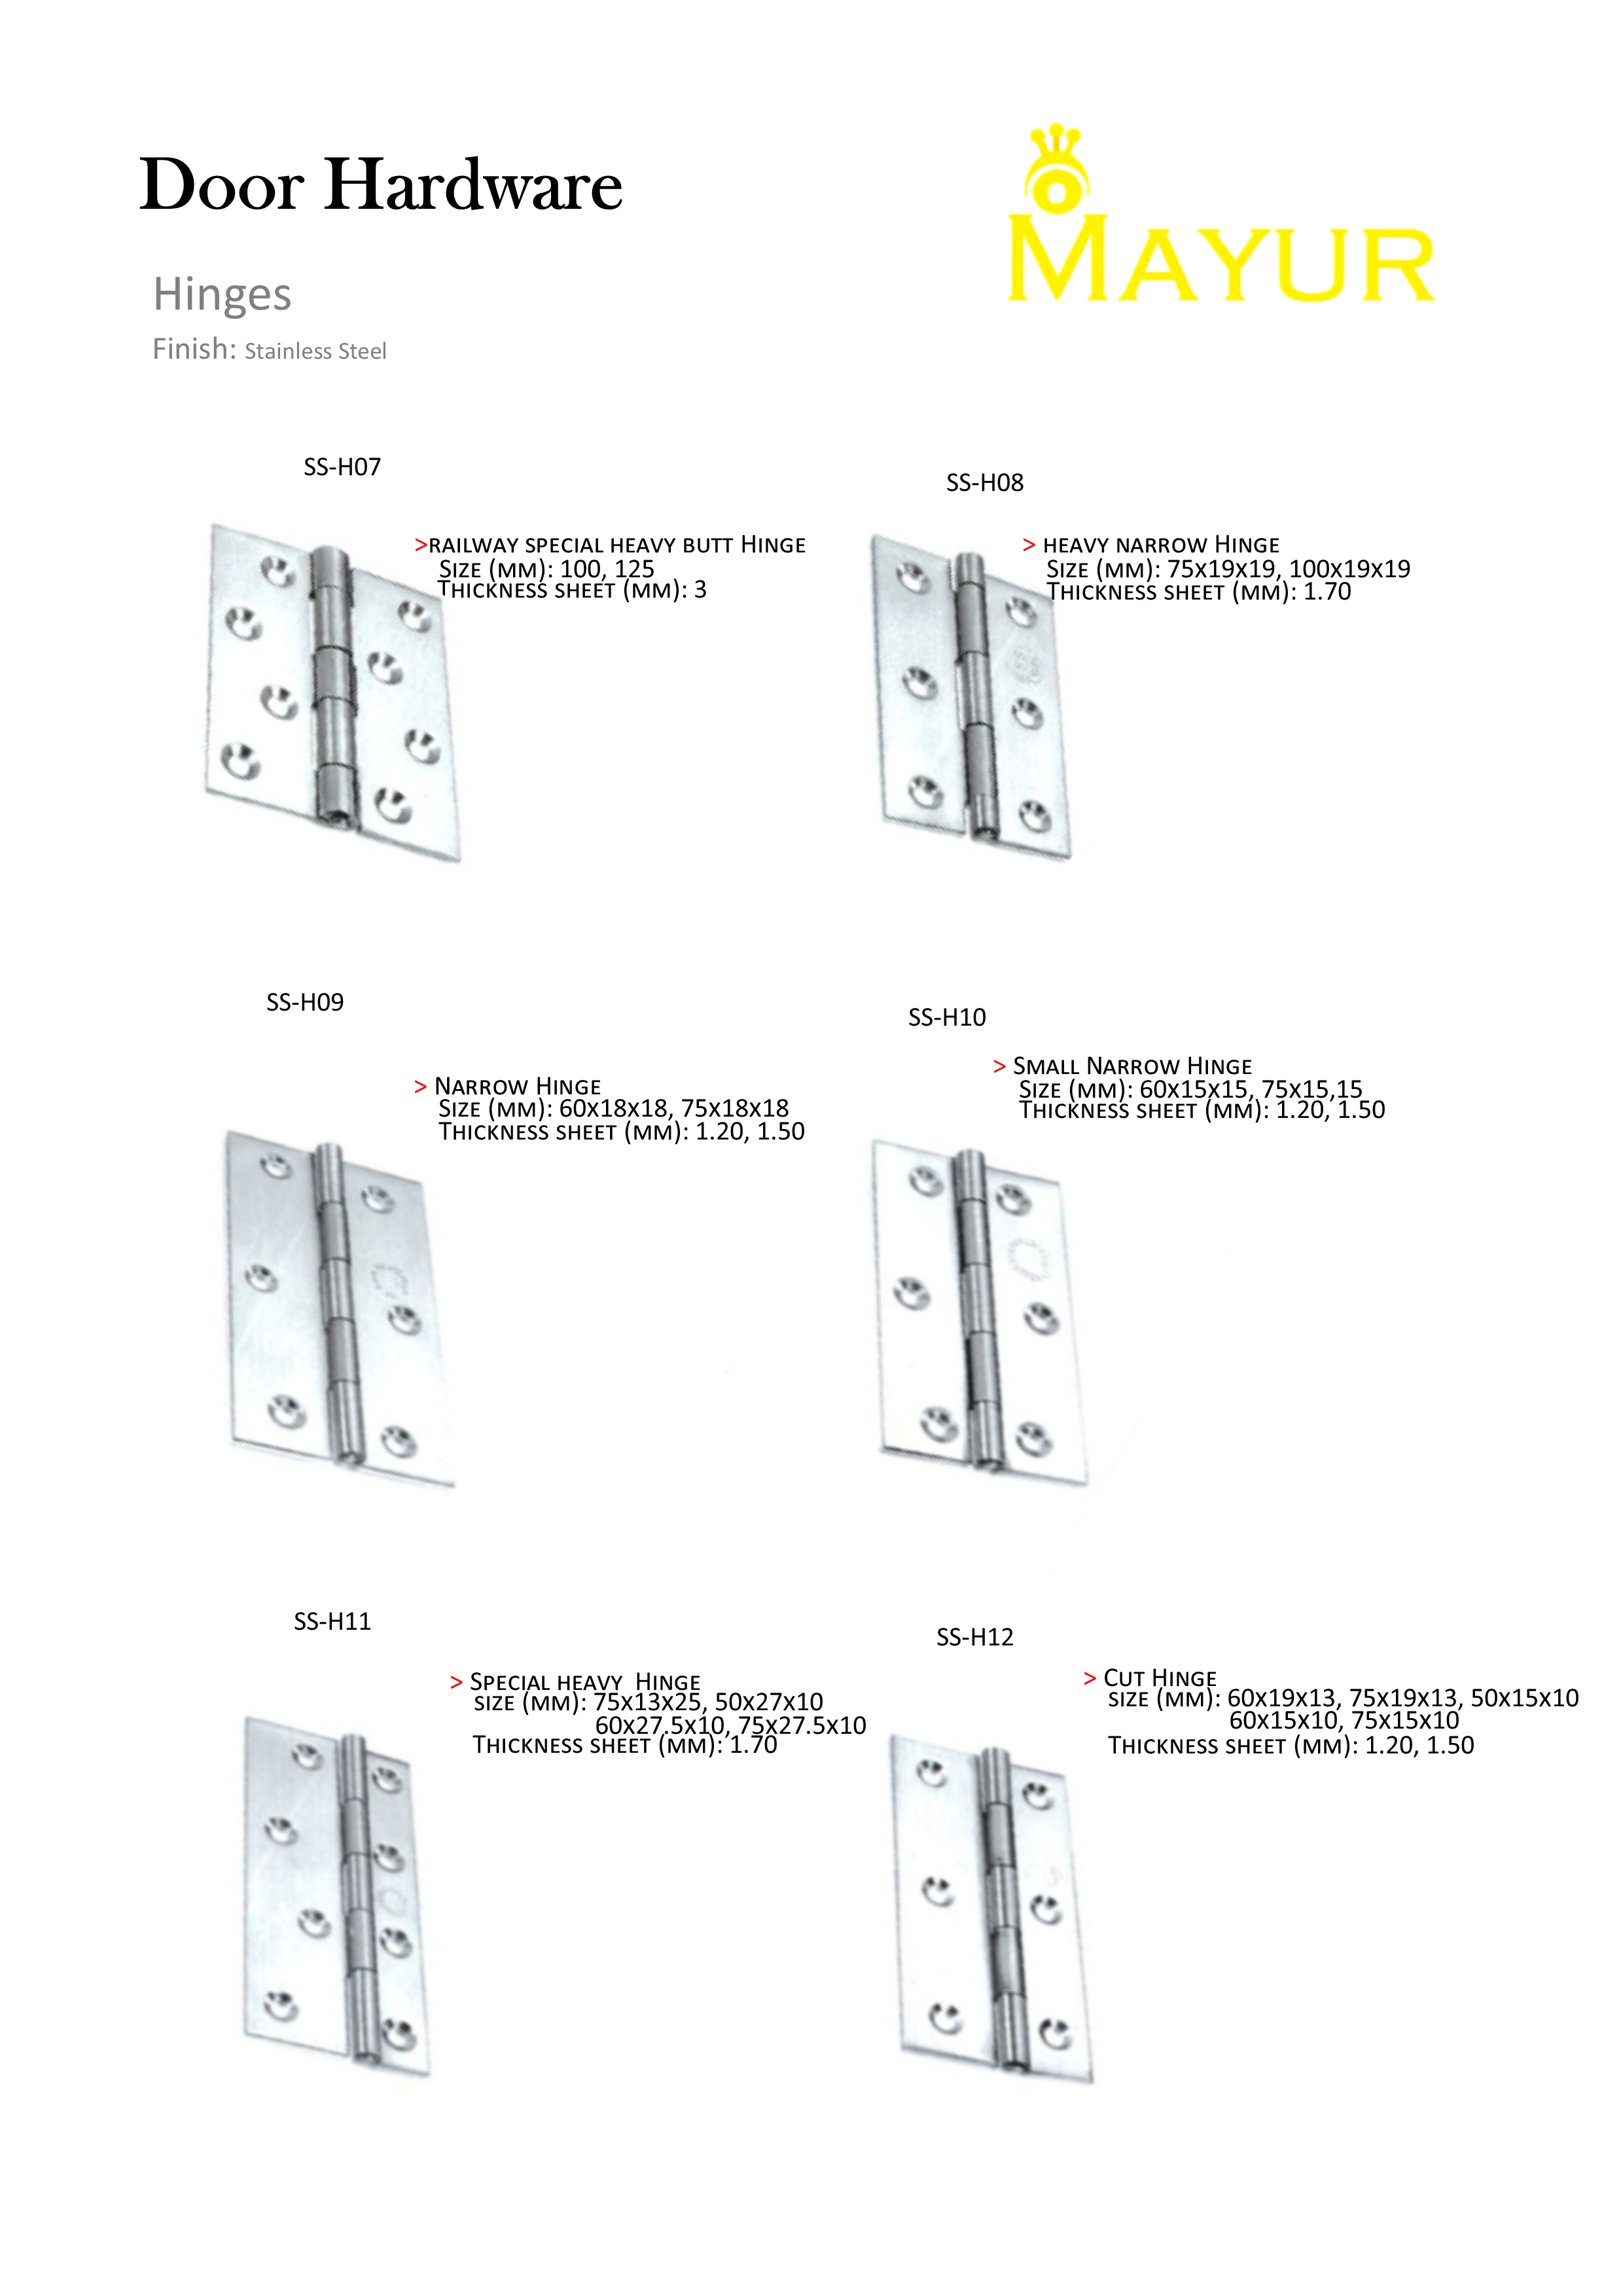 Door Hardware
MAYUR
Hinges
Finish: Stainless Steel
SS-H07
>RAILWAY SPECIAL HEAVY BUTT HINGE
SIZE (MM): 100, 125
THICKNESS SHEET (MM): 3
SS-H08
> HEAVY NARROW HINGE
SIZE (MM): 75X19X19, 100X19X19
THICKNESS SHEET (MM): 1.70
SS-H09
> NARROW HINGE
SIZE (MM): 60X18X18, 75X18X18
THICKNESS SHEET (MM): 1.20, 1.50
SS-H10
> SMALL NARROW HINGE
SIZE (MM): 60X15X15, 75X15,15
THICKNESS SHEET (MM): 1.20, 1.50
SS-H11
> SPECIAL HEAVY HINGE
SIZE (MM): 75X13X25, 50X27X10
60X27.5X10, 75X27.5X10
THICKNESS SHEET (MM): 1.70
SS-H12
> CUT HINGE
SIZE (MM): 60X19X13, 75X19X13, 50X15X10
60X15X10, 75X15X10
THICKNESS SHEET (MM): 1.20, 1.50